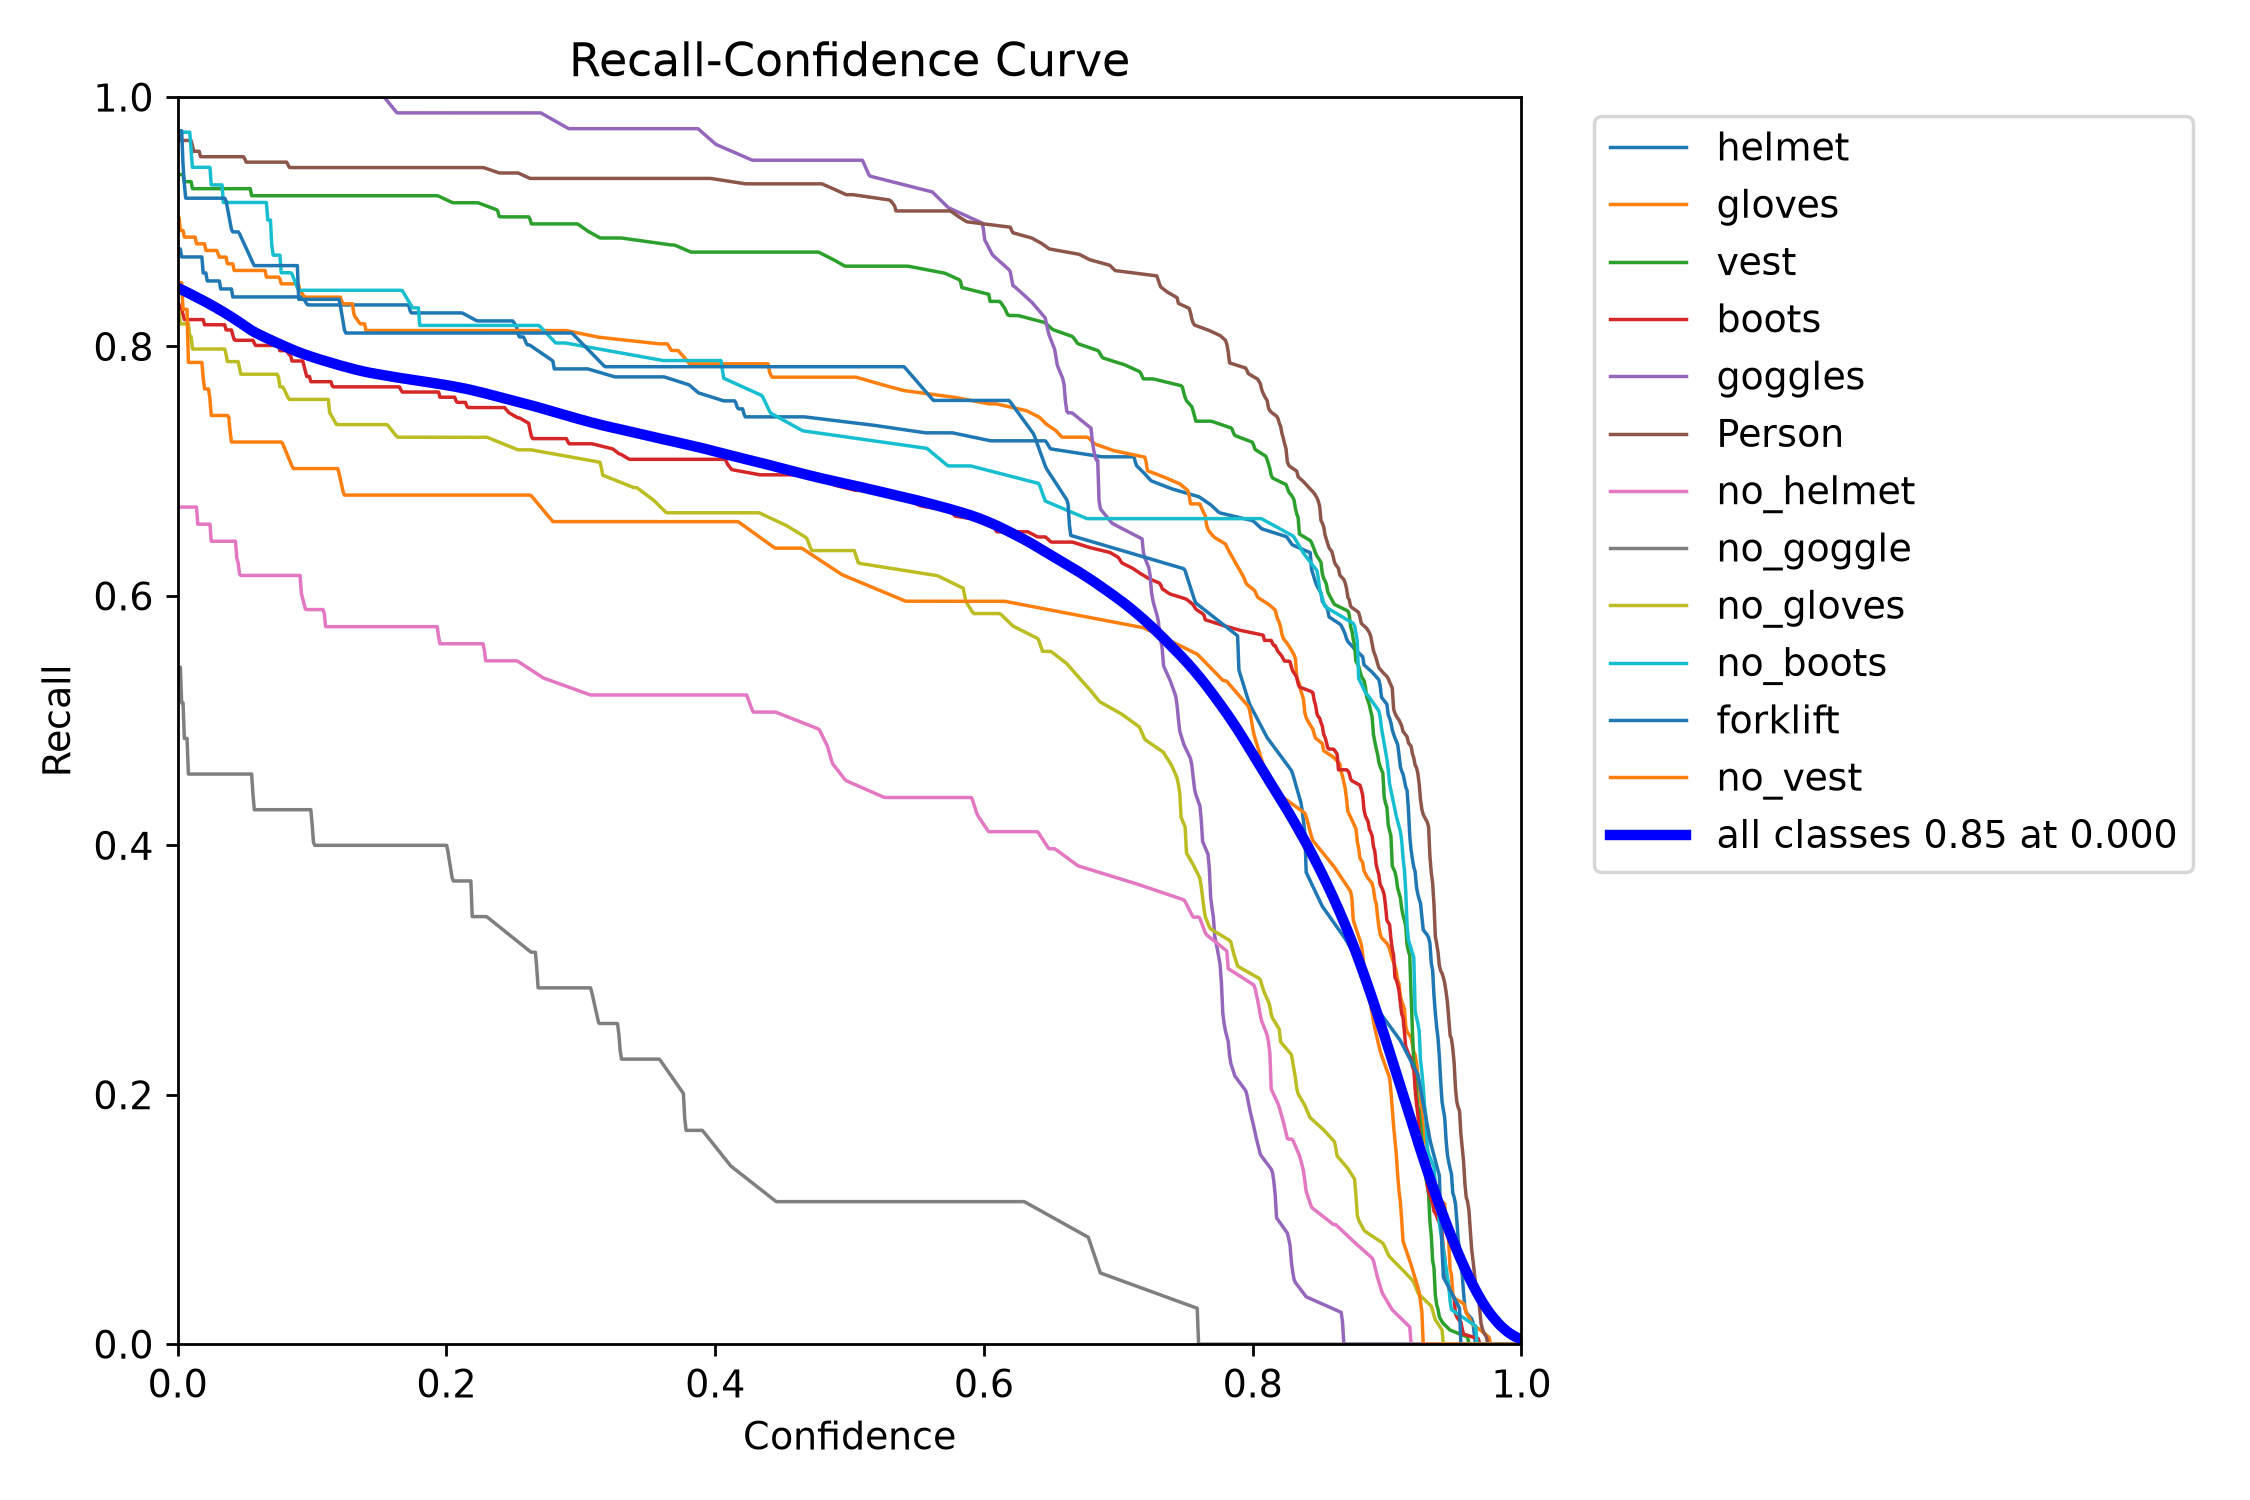 Recall-Confidence Curve
1.0
0.8
0.6
0.4
0.2
0.0
Recall
0.0 0.2 0.4 0.6 0.8 1.0
Confidence
helmet
gloves
vest
boots
goggles
Person
no_helmet
no_goggle
no_gloves
no_boots
forklift
no_vest
all classes 0.85 at 0.000